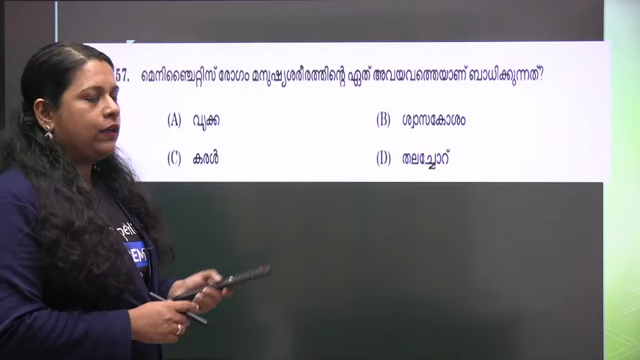 57. മെനിഞ്ചൈറ്റിസ് രോഗം മനുഷ്യശരീരത്തിന്റെ ഏത് അവയവത്തെയാണ് ബാധിക്കുന്നത്?
(A) വൃക്ക (B) ശ്വാസകോശം
(C) കരൾ (D) തലച്ചോറ്